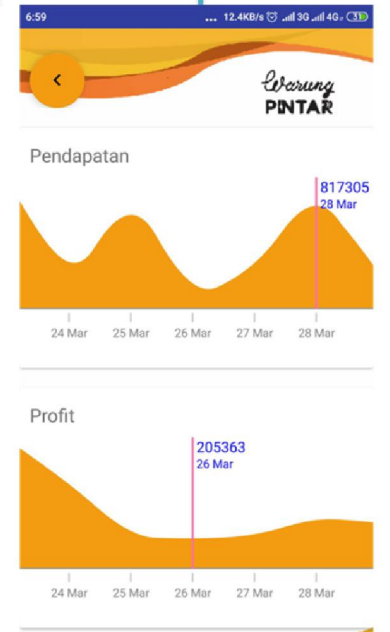 6:59 ... 12.4KB/s 3G 4G 31
Warung
PINTAR
Pendapatan
817305
28 Mar
24 Mar 25 Mar 26 Mar 27 Mar 28 Mar
Profit
205363
26 Mar
24 Mar 25 Mar 26 Mar 27 Mar 28 Mar